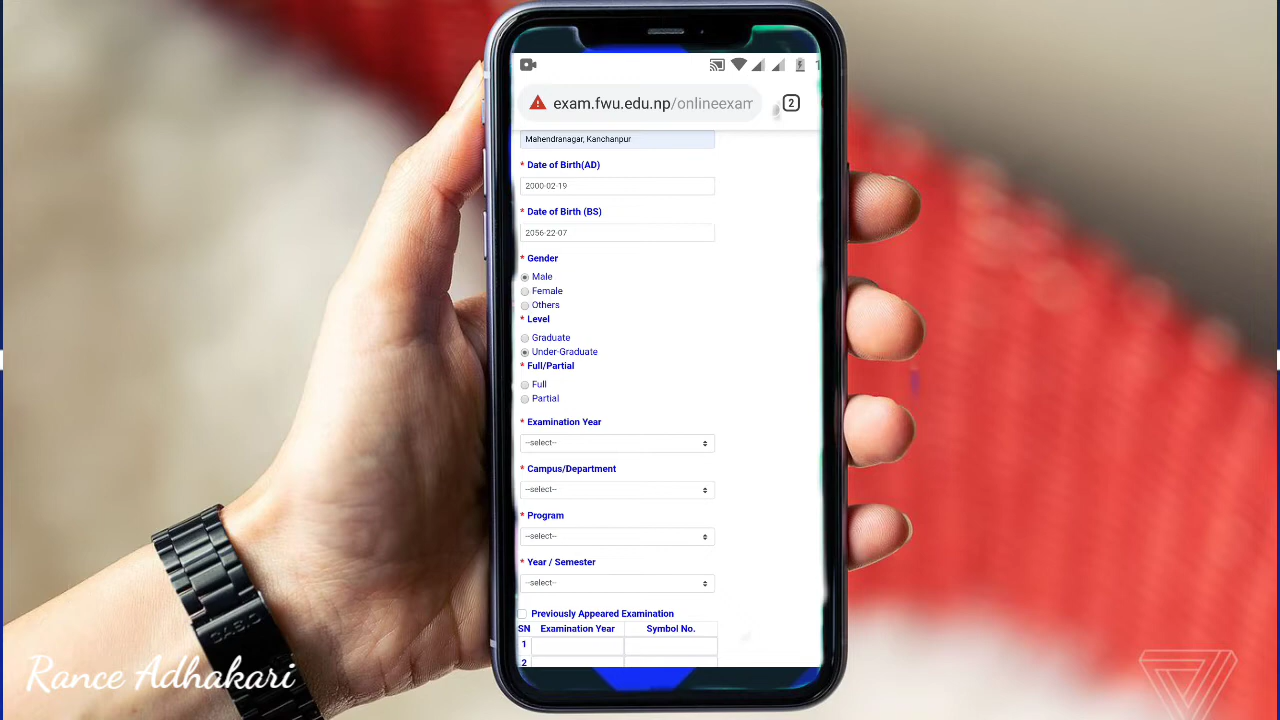 exam.fwu.edu.np/onlineexam
2
Mahendranagar, Kanchanpur
* Date of Birth(AD)
2000-02-19
* Date of Birth (BS)
2056-22-07
* Gender
Male
Female
Others
* Level
Graduate
Under-Graduate
* Full/Partial
Full
Partial
* Examination Year
--select--
* Campus/Department
--select--
* Program
--select--
* Year / Semester
--select--
Previously Appeared Examination
SN Examination Year Symbol No.
1
2
CASIO
Rance Adhakari